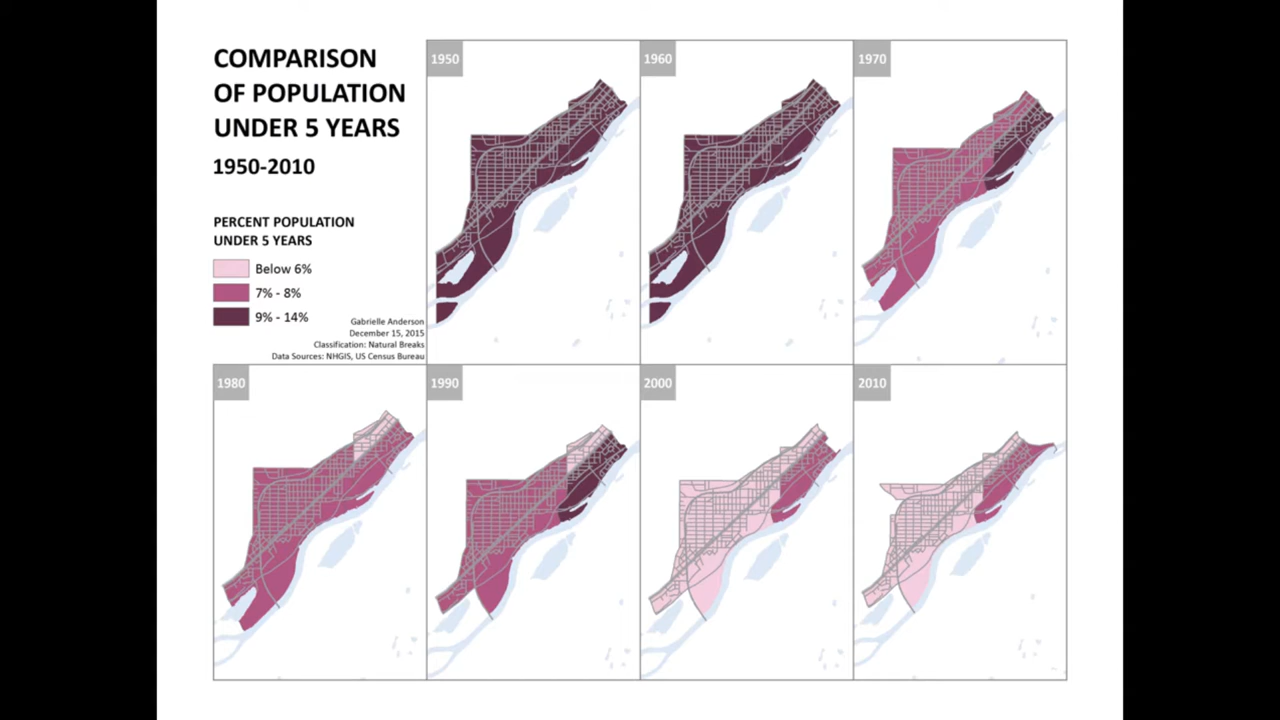 COMPARISON
OF POPULATION
UNDER 5 YEARS
1950-2010
PERCENT POPULATION
UNDER 5 YEARS
Below 6%
7% - 8%
9% - 14%
Gabrielle Anderson
December 15, 2015
Classification: Natural Breaks
Data Sources: NHGIS, US Census Bureau
1950
1960
1970
1980
1990
2000
2010